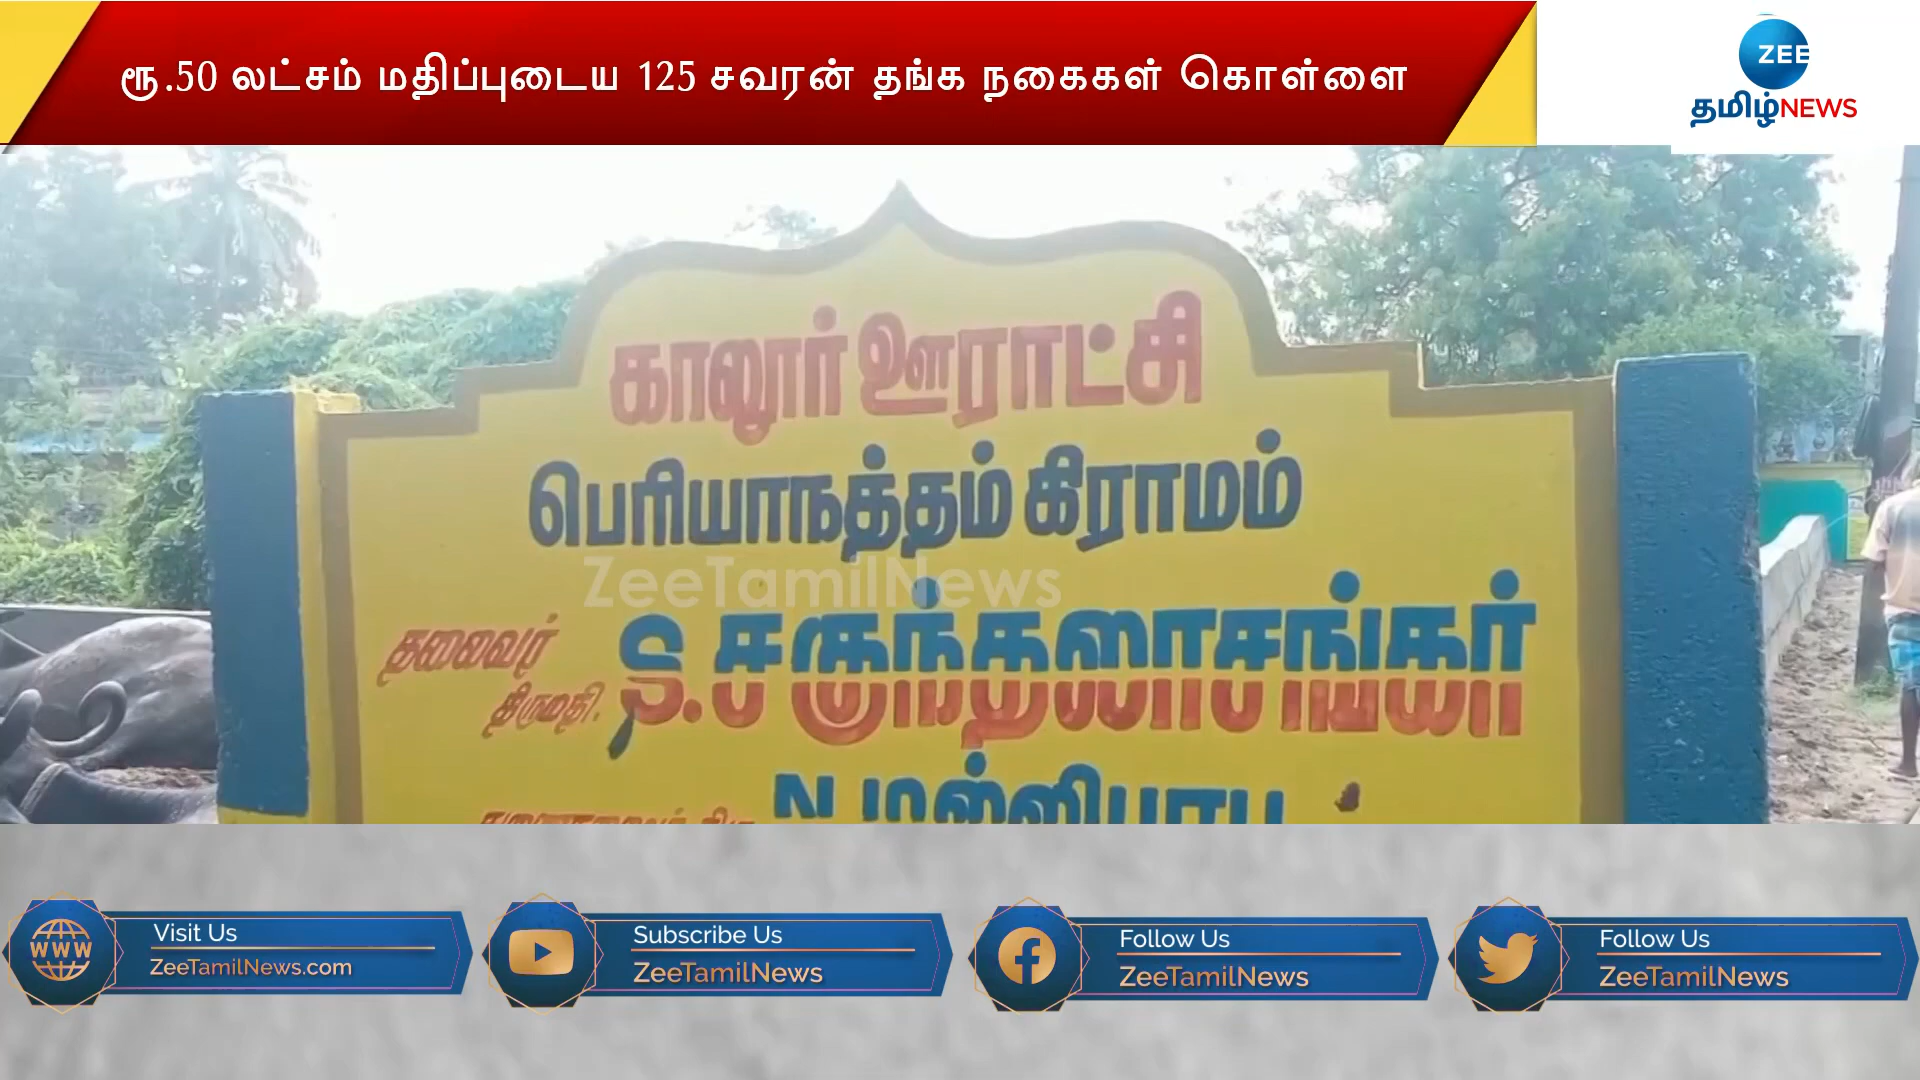 ரூ.50 லட்சம் மதிப்புடைய 125 சவரன் தங்க நகைகள் கொள்ளை
ZEE
தமிழ்NEWS
காலூர் ஊராட்சி
பெரியாநத்தம் கிராமம்
ZeeTamilNews
தலைவர்
திருமதி. S.சகுந்தலாசங்கர்
Visit Us
ZeeTamilNews.com
Subscribe Us
ZeeTamilNews
Follow Us
ZeeTamilNews
Follow Us
ZeeTamilNews